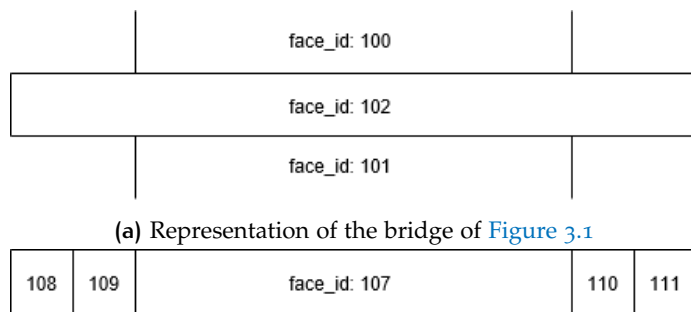 face_id: 100
face_id: 102
face_id: 101
(a) Representation of the bridge of Figure 3.1
108 109 face_id: 107 110 111